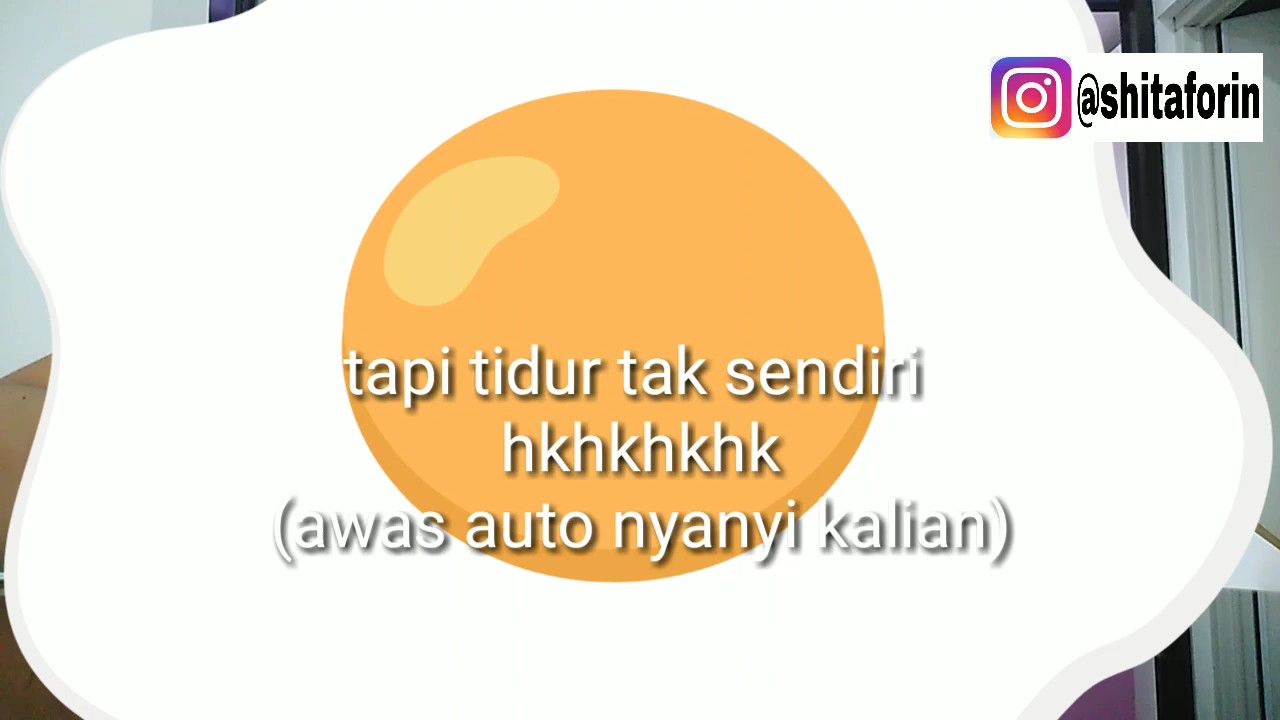 @shitaforin
tapi tidur tak sendiri
hkhkhkhk
(awas auto nyanyi kalian)